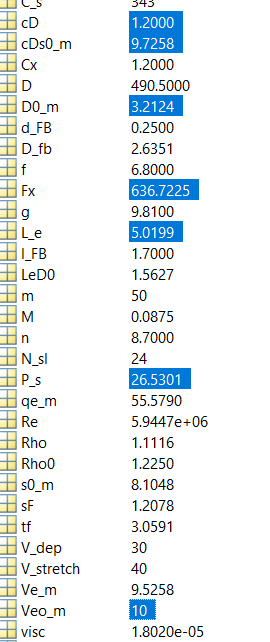 C_s 343
cD 1.2000
cDs0_m 9.7258
Cx 1.2000
D 490.5000
D0_m 3.2124
d_FB 0.2500
D_fb 2.6351
f 6.8000
Fx 636.7225
g 9.8100
L_e 5.0199
l_FB 1.7000
LeD0 1.5627
m 50
M 0.0875
n 8.7000
N_sl 24
P_s 26.5301
qe_m 55.5790
Re 5.9447e+06
Rho 1.1116
Rho0 1.2250
s0_m 8.1048
sF 1.2078
tf 3.0591
V_dep 30
V_stretch 40
Ve_m 9.5258
Veo_m 10
visc 1.8020e-05